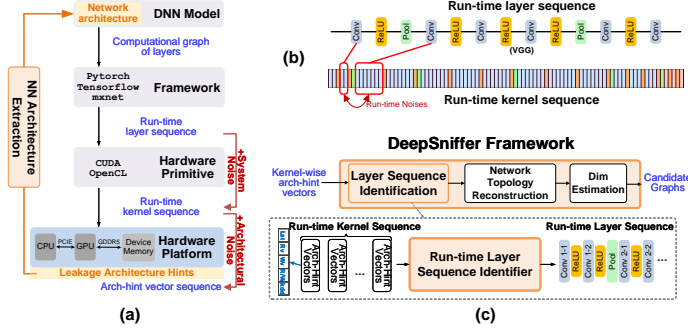 Network
architecture
DNN Model
Computational graph
of layers
Pytorch
Tensorflow
mxnet
Framework
NN Architecture
Extraction
Run-time
layer sequence
+System
Noise
CUDA
OpenCL
Hardware
Primitive
Run-time
kernel sequence
+Architectural
Noise
CPU
PCIE
GPU
GDDR5
Device
Memory
Hardware
Platform
Leakage Architecture Hints
Arch-hint vector sequence
(a)
Run-time layer sequence
(b)
Conv
ReLU
Pool
Conv
ReLU
Conv
ReLU
Conv
ReLU
Pool
Conv
ReLU
Conv
(VGG)
Run-time Noises
Run-time kernel sequence
DeepSniffer Framework
Kernel-wise
arch-hint
vectors
Layer Sequence
Identification
Network
Topology
Reconstruction
Dim
Estimation
Candidate
Graphs
Run-time Kernel Sequence
Arch-Hint
Vectors
Arch-Hint
Vectors
...
Arch-Hint
Vectors
Run-time Layer
Sequence Identifier
Run-time Layer Sequence
Conv 1-1
ReLU
Conv 1-2
ReLU
Pool
Conv 2-1
ReLU
Conv 2-2
...
(c)